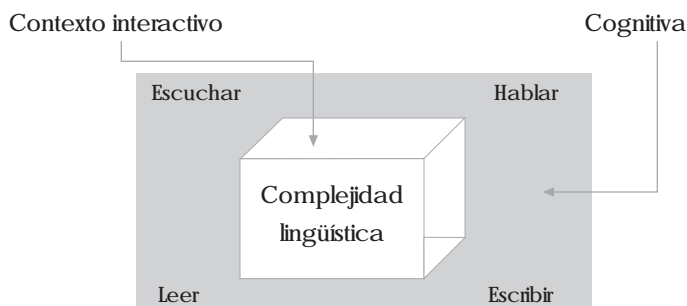 Contexto interactivo
Cognitiva
Escuchar
Hablar
Complejidad
lingüística
Leer
Escribir